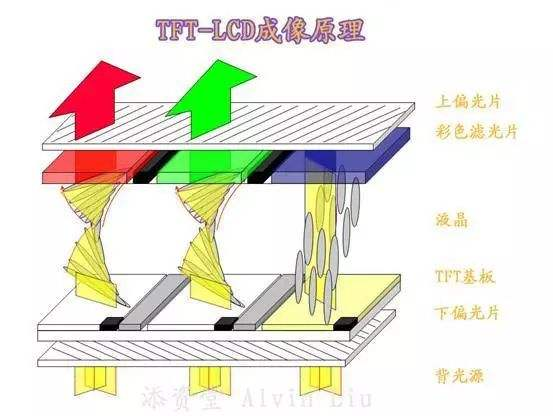 TFT-LCD成像原理
上偏光片
彩色滤光片
液晶
TFT基板
下偏光片
背光源
添资堂 Alvin Liu